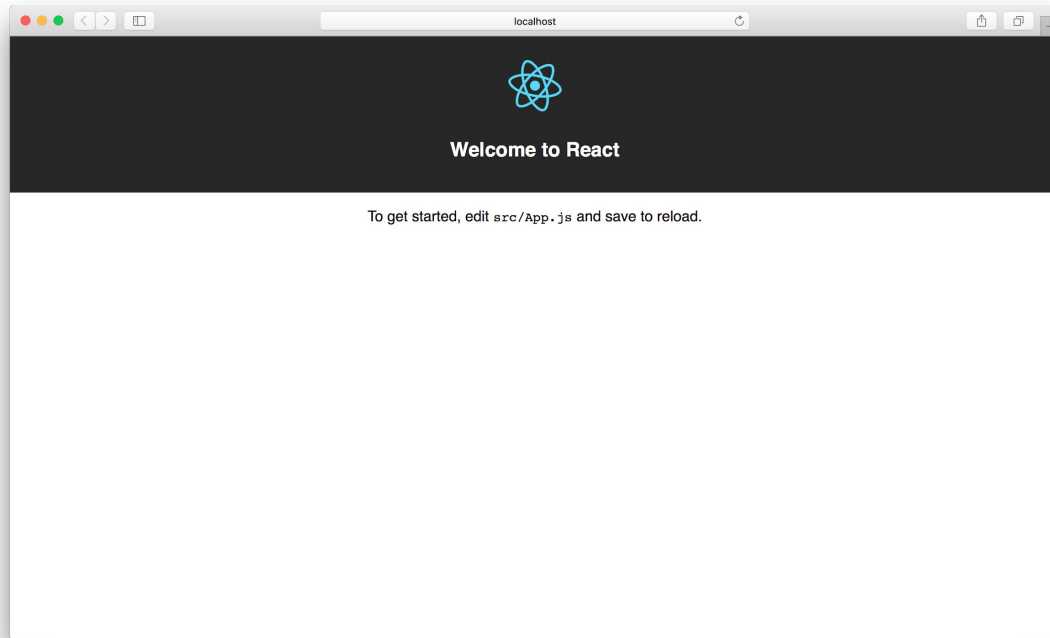 localhost
Welcome to React
To get started, edit src/App.js and save to reload.